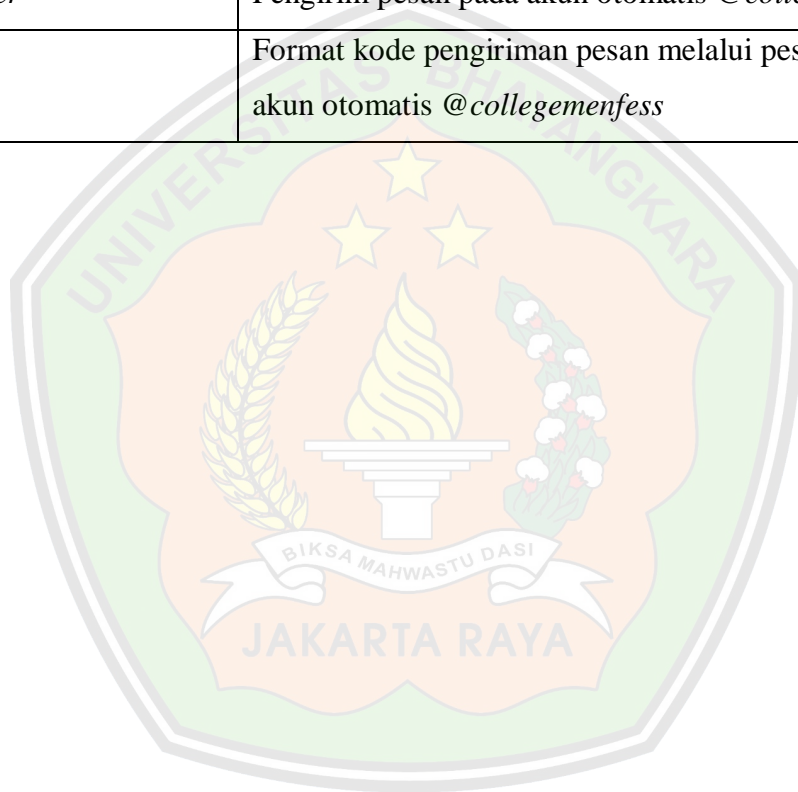 Pengirim pesan pada akun otomatis
Format kode pengiriman pesan melalui
akun otomatis @collegemenfess
UNIVERSITAS BHAYANGKARA
BIKSA MAHWASTU DASI
JAKARTA RAYA